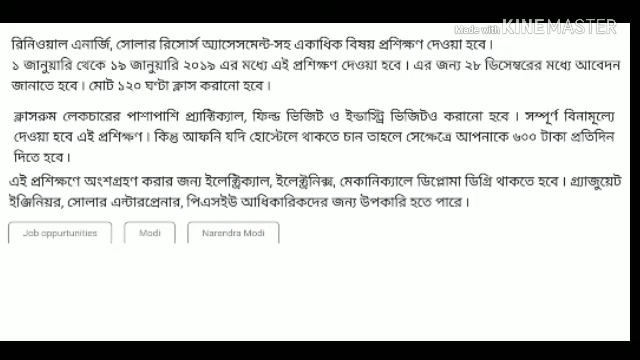 Made with KINEMASTER
রিনিওয়াল এনার্জি, সোলার রিসোর্স অ্যাসেসমেন্ট-সহ একাধিক বিষয় প্রশিক্ষণ দেওয়া হবে।
১ জানুয়ারি থেকে ১৯ জানুয়ারি ২০১৯ এর মধ্যে এই প্রশিক্ষণ দেওয়া হবে। এর জন্য ২৮ ডিসেম্বরের মধ্যে আবেদন
জানাতে হবে। মোট ১২০ ঘণ্টা ক্লাস করানো হবে।
ক্লাসরুম লেকচারের পাশাপাশি প্র্যাক্টিক্যাল, ফিল্ড ভিজিট ও ইন্ডাস্ট্রি ভিজিটও করানো হবে। সম্পূর্ণ বিনামূল্যে
দেওয়া হবে এই প্রশিক্ষণ। কিন্তু আফনি যদি হোস্টেলে থাকতে চান তাহলে সেক্ষেত্রে আপনাকে ৬০০ টাকা প্রতিদিন
দিতে হবে।
এই প্রশিক্ষণে অংশগ্রহণ করার জন্য ইলেক্ট্রিক্যাল, ইলেক্ট্রনিক্স, মেকানিক্যালে ডিপ্লোমা ডিগ্রি থাকতে হবে। গ্র্যাজুয়েট
ইঞ্জিনিয়র, সোলার এন্টারপ্রেনার, পিএসইউ আধিকারিকদের জন্য উপকারি হতে পারে।
Job oppurtunities Modi Narendra Modi